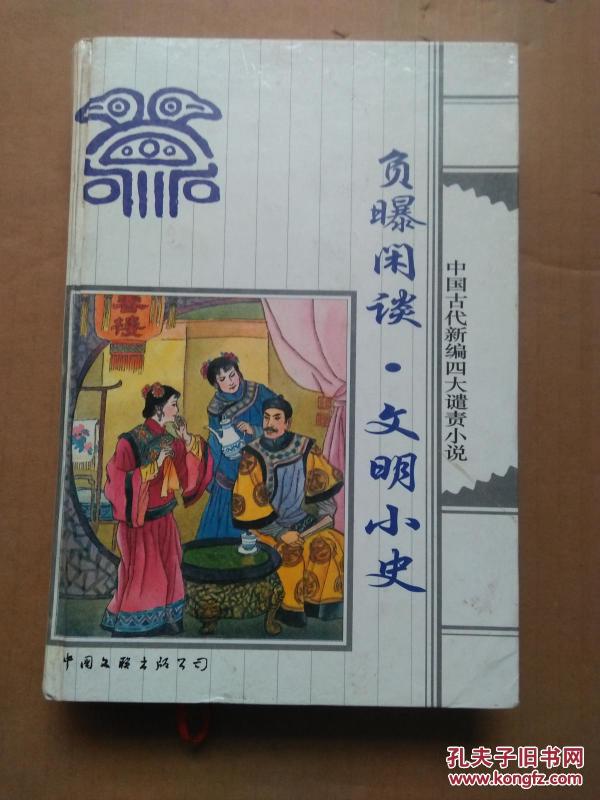 负曝闲谈·文明小史
中国古代新编四大谴责小说
春楼
中国文联出版公司
孔夫子旧书网
www.kongfz.com